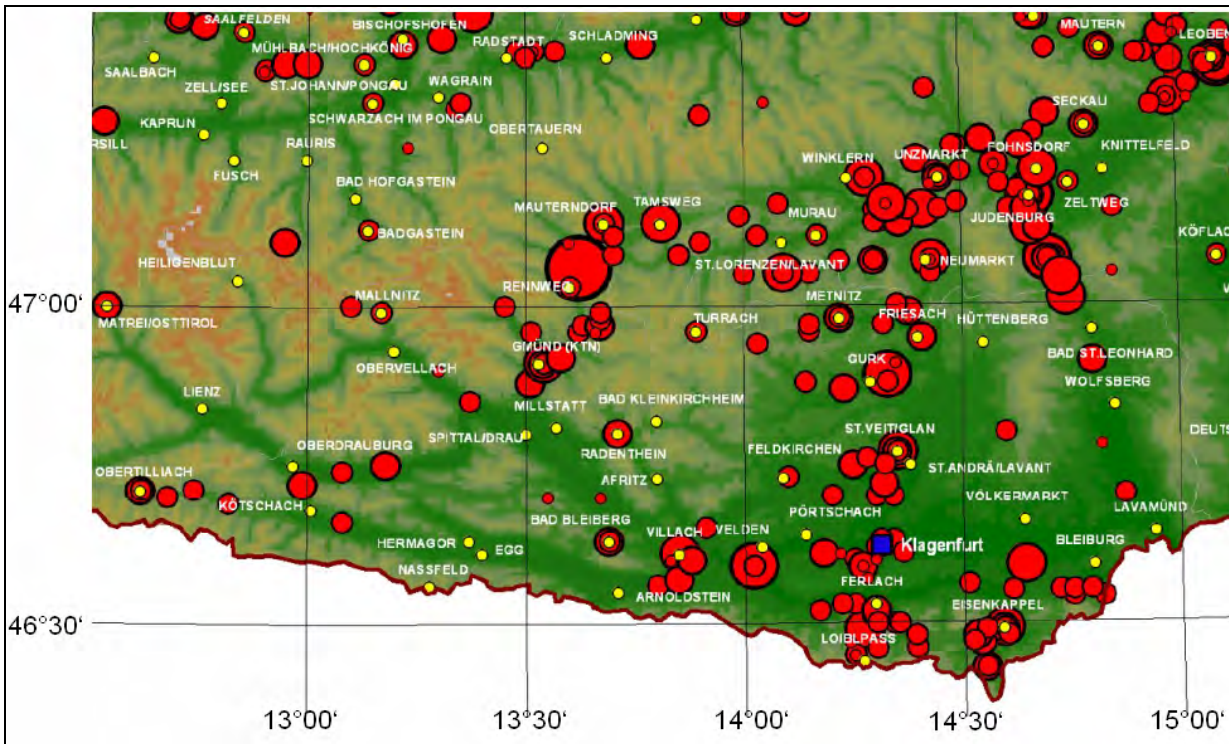 SAALFELDEN
BISCHOFSHOFEN
MAUTERN
LEOBEN
SCHLADMING
RADSTADT
MÜHLBACH/HOCHKÖNIG
SAALBACH
ZELL/SEE
ST.JOHANN/PONGAU
WAGRAIN
SECKAU
KAPRUN
SCHWARZACH IM PONGAU
OBERTAUERN
ERSILL
RAURIS
FOHNSDORF
KNITTELFELD
WINKLERN
UNZMARKT
FUSCH
BAD HOFGASTEIN
MAUTERNDORF
TAMSWEG
MURAU
ZELTWEG
JUDENBURG
BADGASTEIN
KÖFLAC
HEILIGENBLUT
ST.LORENZEN/LAVANT
NEUMARKT
RENNWEG
47°00‘
MALLNITZ
METNITZ
FRIESACH
MATREI/OSTTIROL
TURRACH
HÜTTENBERG
GMÜND (KTN)
BAD ST.LEONHARD
OBERVELLACH
GURK
WOLFSBERG
LIENZ
BAD KLEINKIRCHHEIM
MILLSTATT
ST.VEIT/GLAN
DEUTS
SPITTAL/DRAU
OBERDRAUBURG
FELDKIRCHEN
RADENTHEIN
ST.ANDRÄ/LAVANT
OBERTILLIACH
AFRITZ
VÖLKERMARKT
KÖTSCHACH
PÖRTSCHACH
LAVAMÜND
BAD BLEIBERG
VILLACH
VELDEN
HERMAGOR
EGG
Klagenfurt
BLEIBURG
NASSFELD
FERLACH
ARNOLDSTEIN
EISENKAPPEL
46°30‘
LOIBLPASS
13°00‘
13°30‘
14°00‘
14°30‘
15°00‘